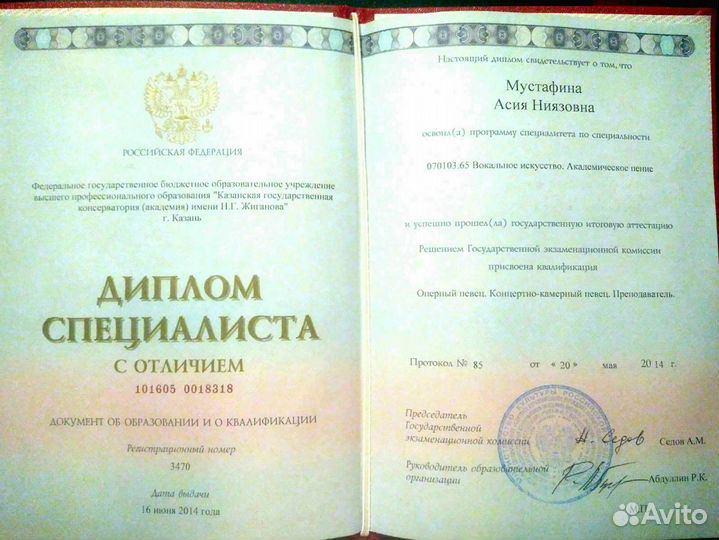 РОССИЙСКАЯ ФЕДЕРАЦИЯ
Федеральное государственное бюджетное образовательное учреждение
высшего профессионального образования "Казанская государственная
консерватория (академия) имени Н.Г. Жиганова"
г. Казань
ДИПЛОМ
СПЕЦИАЛИСТА
С ОТЛИЧИЕМ
101605 0018318
ДОКУМЕНТ ОБ ОБРАЗОВАНИИ И О КВАЛИФИКАЦИИ
Регистрационный номер
3470
Дата выдачи
16 июня 2014 года
Настоящий диплом свидетельствует о том, что
Мустафина
Асия Ниязовна
освоил(а) программу специалитета по специальности
070103.65 Вокальное искусство. Академическое пение
и успешно прошел(ла) государственную итоговую аттестацию
Решением Государственной экзаменационной комиссии
присвоена квалификация
Оперный певец. Концертно-камерный певец. Преподаватель.
Протокол № 85 от « 20 » мая 2014 г.
Председатель
Государственной
экзаменационной комиссии Н. Седов Седов А.М.
Руководитель образовательной
организации Абдуллин Р.К.
М.П.
Avito